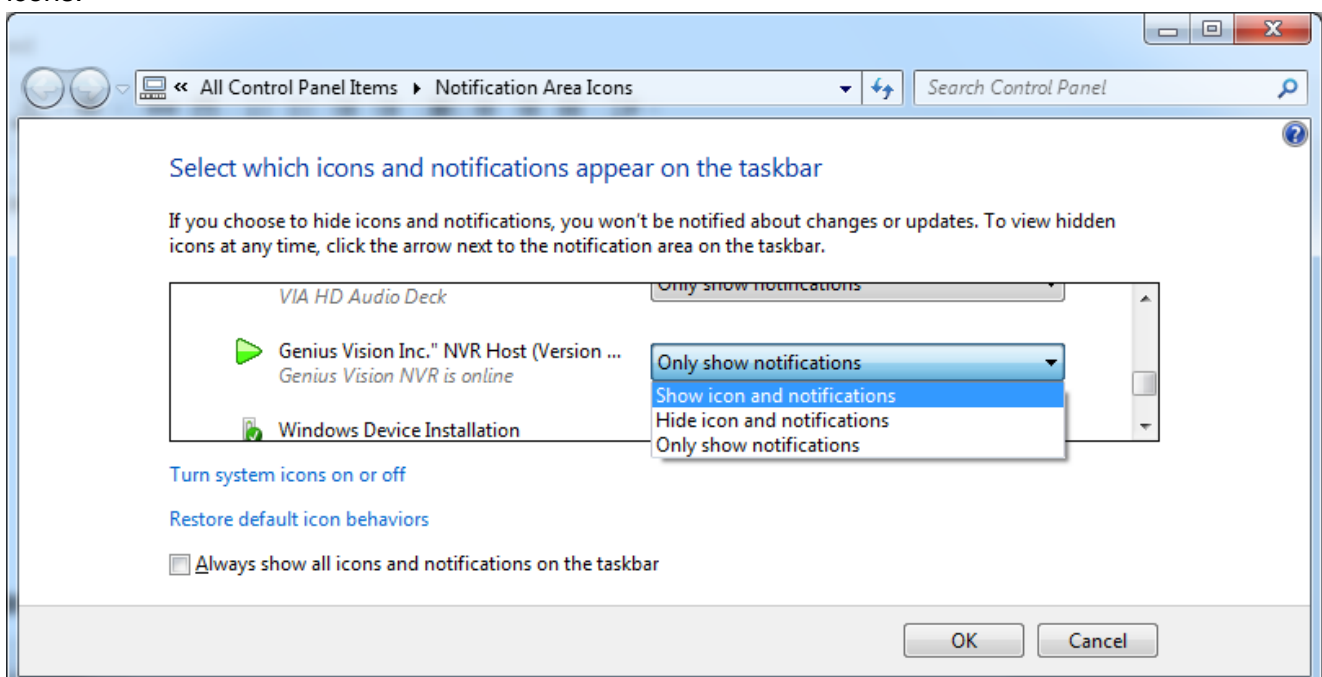 « All Control Panel Items ▸ Notification Area Icons
Search Control Panel
Select which icons and notifications appear on the taskbar
If you choose to hide icons and notifications, you won't be notified about changes or updates. To view hidden
icons at any time, click the arrow next to the notification area on the taskbar.
VIA HD Audio Deck
Only show notifications
Genius Vision Inc." NVR Host (Version ...
Genius Vision NVR is online
Only show notifications
Show icon and notifications
Hide icon and notifications
Only show notifications
Windows Device Installation
Turn system icons on or off
Restore default icon behaviors
Always show all icons and notifications on the taskbar
OK
Cancel